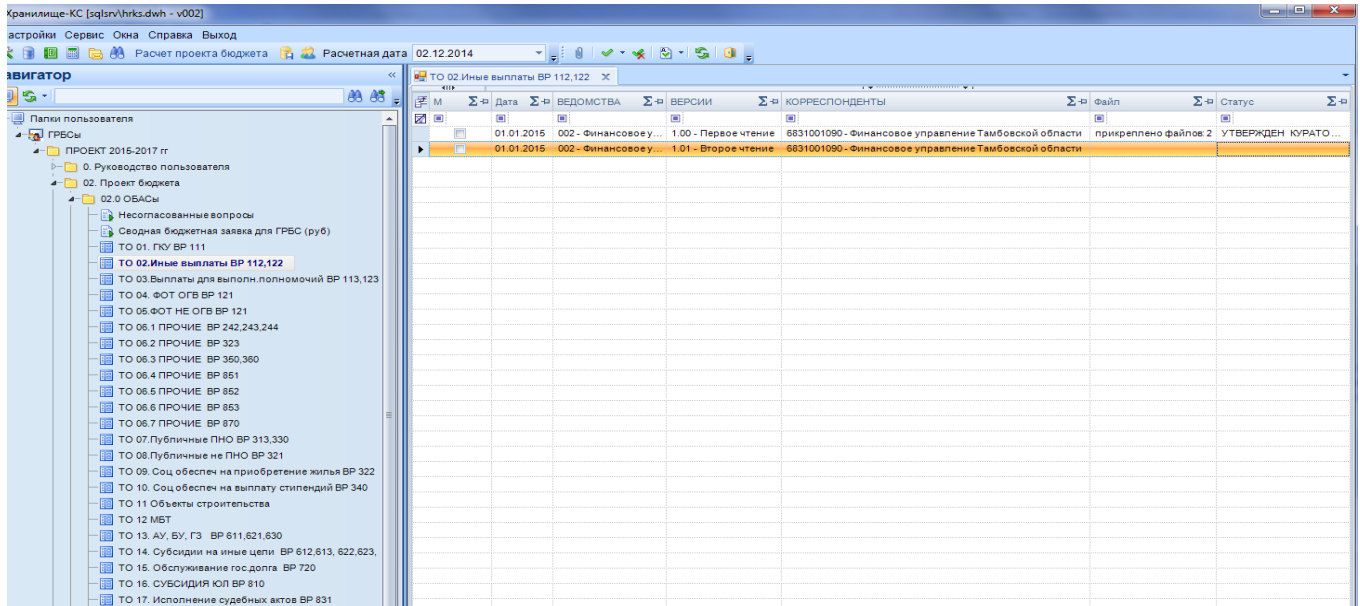 Хранилище-КС [sqlsrv\hrks.dwh - v002]
астройки Сервис Окна Справка Выход
Расчет проекта бюджета Расчетная дата 02.12.2014
авигатор
ТО 02.Иные выплаты ВР 112,122
М Дата ВЕДОМСТВА ВЕРСИИ КОРРЕСПОНДЕНТЫ Файл Статус
01.01.2015 002 - Финансовое у... 1.00 - Первое чтение 6831001090 - Финансовое управление Тамбовской области прикреплено файлов: 2 УТВЕРЖДЕН КУРАТО...
01.01.2015 002 - Финансовое у... 1.01 - Второе чтение 6831001090 - Финансовое управление Тамбовской области
Папки пользователя
ГРБСы
ПРОЕКТ 2015-2017 гг
0. Руководство пользователя
02. Проект бюджета
02.0 ОБАСы
Несогласованные вопросы
Сводная бюджетная заявка для ГРБС (руб)
ТО 01. ГКУ ВР 111
ТО 02.Иные выплаты ВР 112,122
ТО 03.Выплаты для выполн.полномочий ВР 113,123
ТО 04. ФОТ ОГВ ВР 121
ТО 05.ФОТ НЕ ОГВ ВР 121
ТО 06.1 ПРОЧИЕ ВР 242,243,244
ТО 06.2 ПРОЧИЕ ВР 323
ТО 06.3 ПРОЧИЕ ВР 350,360
ТО 06.4 ПРОЧИЕ ВР 851
ТО 06.5 ПРОЧИЕ ВР 852
ТО 06.6 ПРОЧИЕ ВР 853
ТО 06.7 ПРОЧИЕ ВР 870
ТО 07.Публичные ПНО ВР 313,330
ТО 08.Публичные не ПНО ВР 321
ТО 09. Соц обеспеч на приобретение жилья ВР 322
ТО 10. Соц обеспеч на выплату стипендий ВР 340
ТО 11 Объекты строительства
ТО 12 МБТ
ТО 13. АУ, БУ, ГЗ ВР 611,621,630
ТО 14. Субсидии на иные цели ВР 612,613, 622,623,
ТО 15. Обслуживание гос.долга ВР 720
ТО 16. СУБСИДИЯ ЮЛ ВР 810
ТО 17. Исполнение судебных актов ВР 831